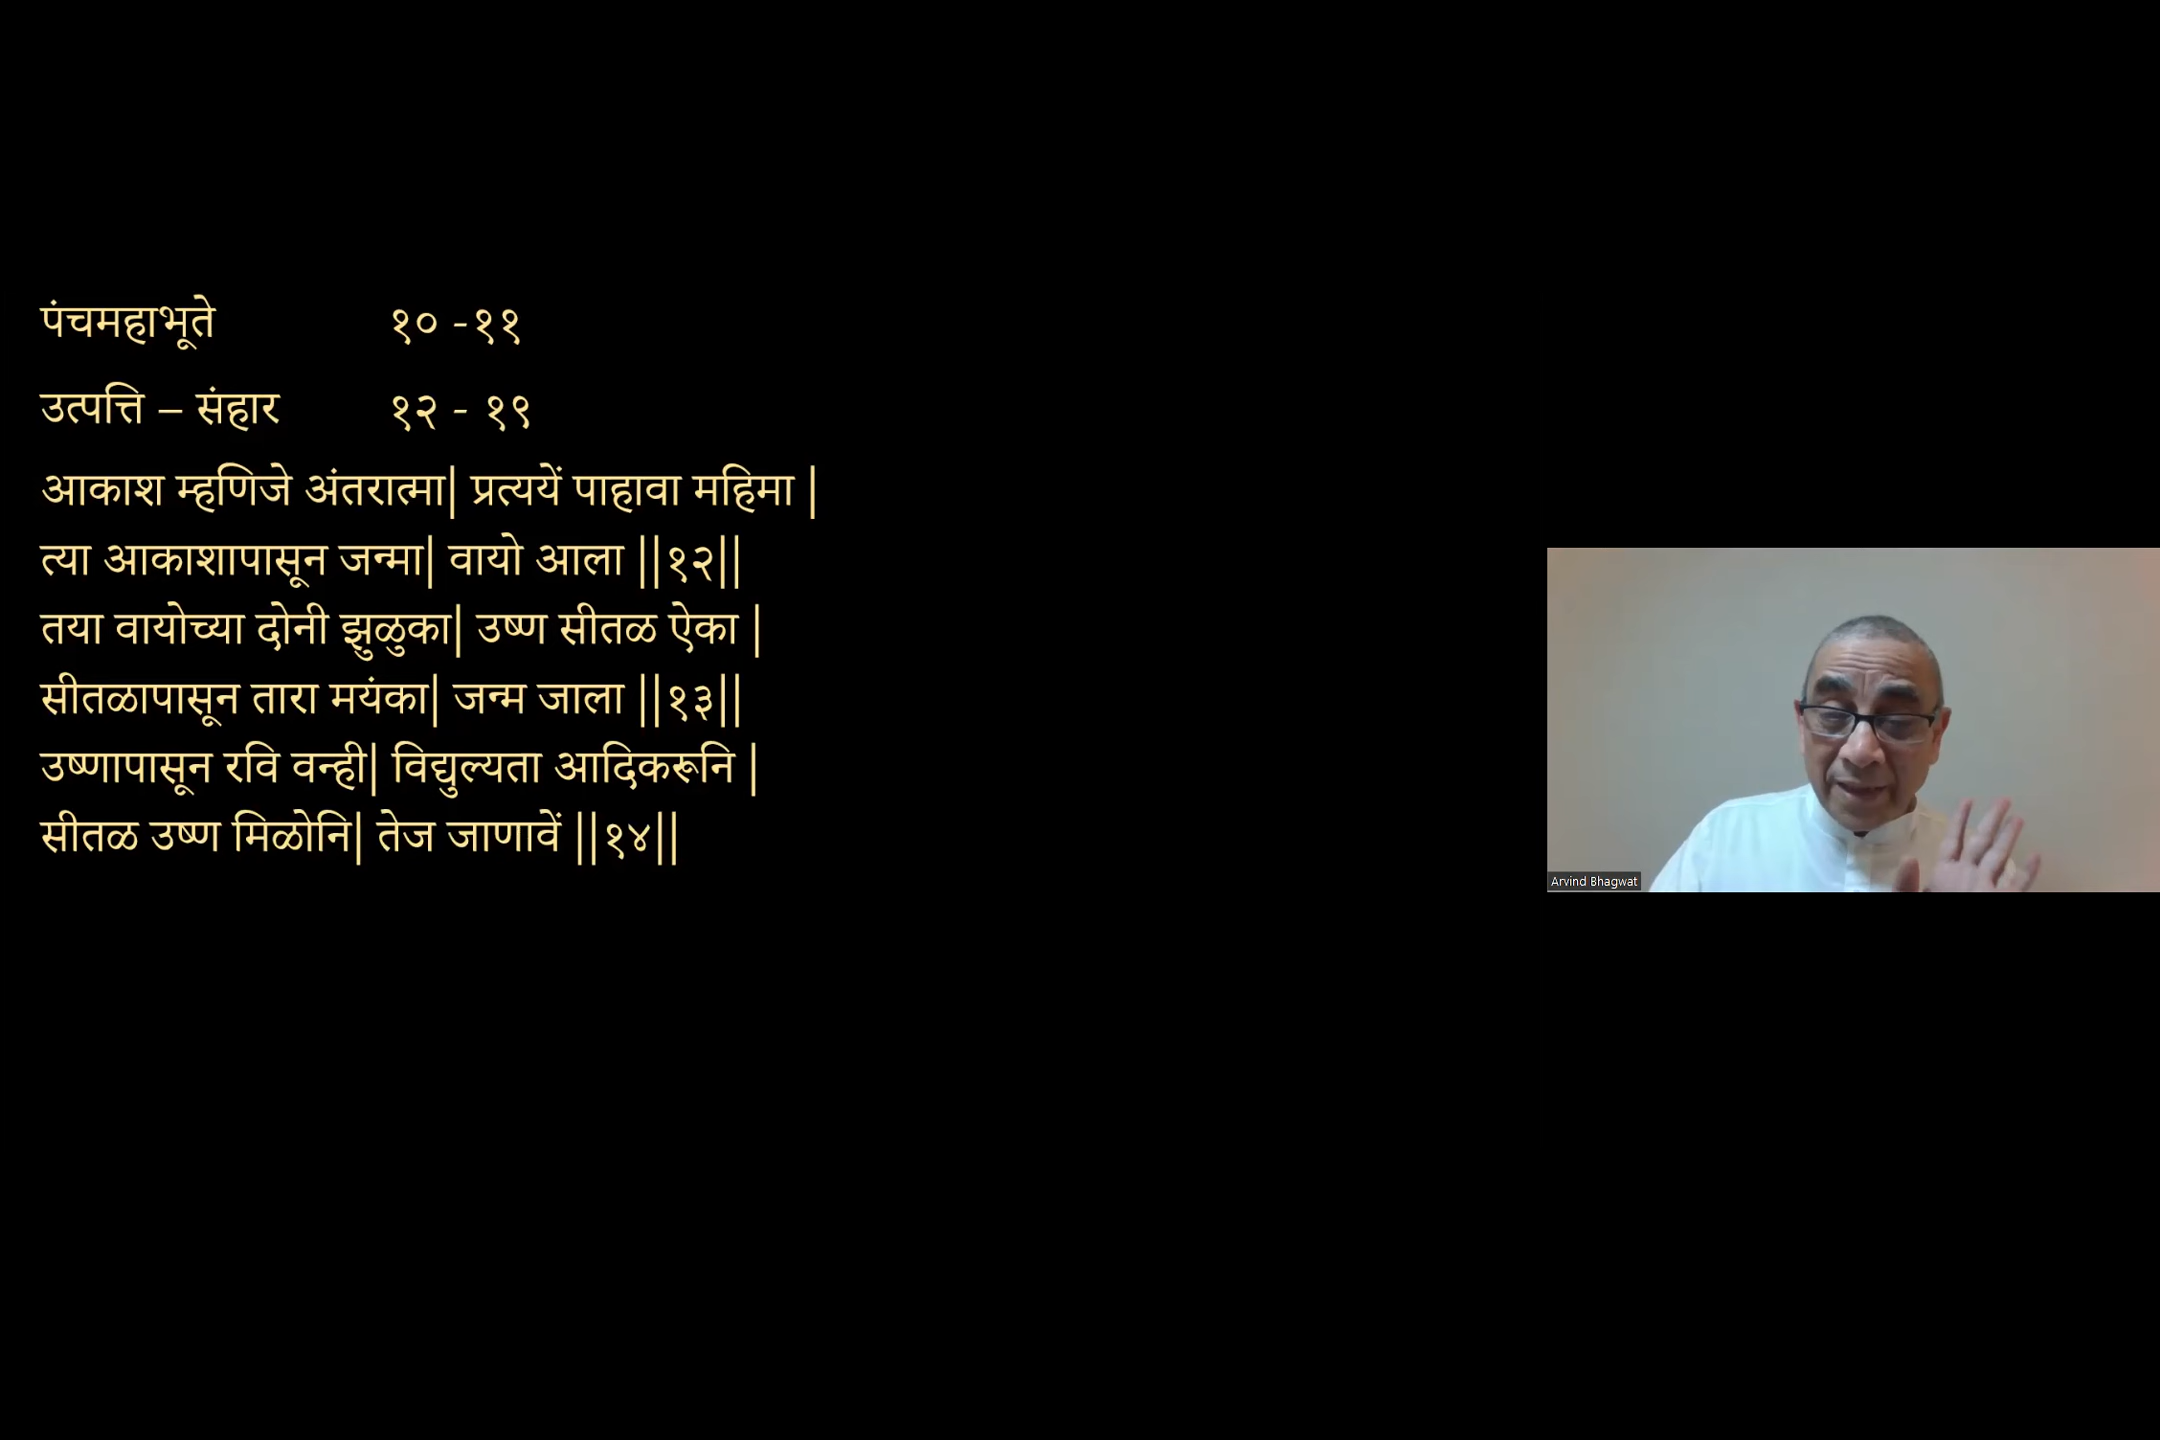 पंचमहाभूते १० -११
उत्पत्ति – संहार १२ - १९
आकाश म्हणिजे अंतरात्मा| प्रत्ययें पाहावा महिमा |
त्या आकाशापासून जन्मा| वायो आला ||१२||
तया वायोच्या दोनी झुळुका| उष्ण सीतळ ऐका |
सीतळापासून तारा मयंका| जन्म जाला ||१३||
उष्णापासून रवि वन्ही| विद्युल्यता आदिकरूनि |
सीतळ उष्ण मिळोनि| तेज जाणावें ||१४||
Arvind Bhagwat